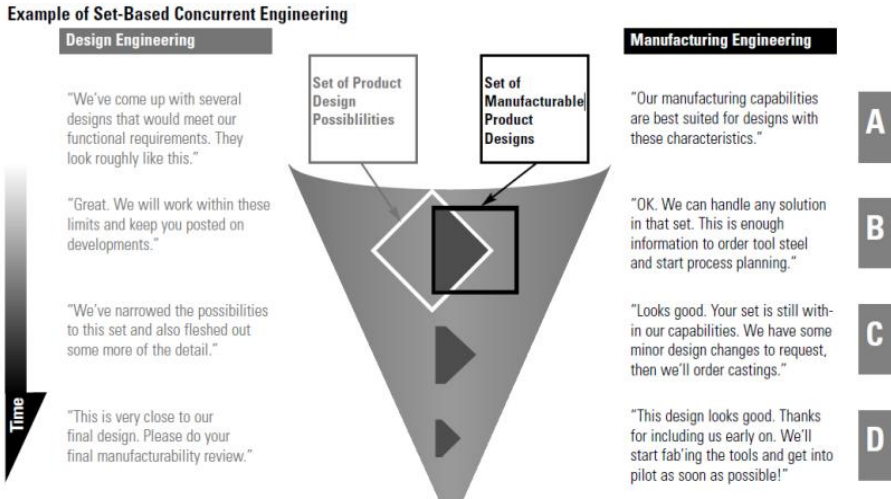 Example of Set-Based Concurrent Engineering
Design Engineering
Manufacturing Engineering
Set of Product
Design
Possiblilities
Set of
Manufacturable
Product
Designs
"We've come up with several
designs that would meet our
functional requirements. They
look roughly like this."
"Our manufacturing capabilities
are best suited for designs with
these characteristics."
A
"Great. We will work within these
limits and keep you posted on
developments."
"OK. We can handle any solution
in that set. This is enough
information to order tool steel
and start process planning."
B
"We've narrowed the possibilities
to this set and also fleshed out
some more of the detail."
"Looks good. Your set is still with-
in our capabilities. We have some
minor design changes to request,
then we'll order castings."
C
Time
"This is very close to our
final design. Please do your
final manufacturability review."
"This design looks good. Thanks
for including us early on. We'll
start fab'ing the tools and get into
pilot as soon as possible!"
D